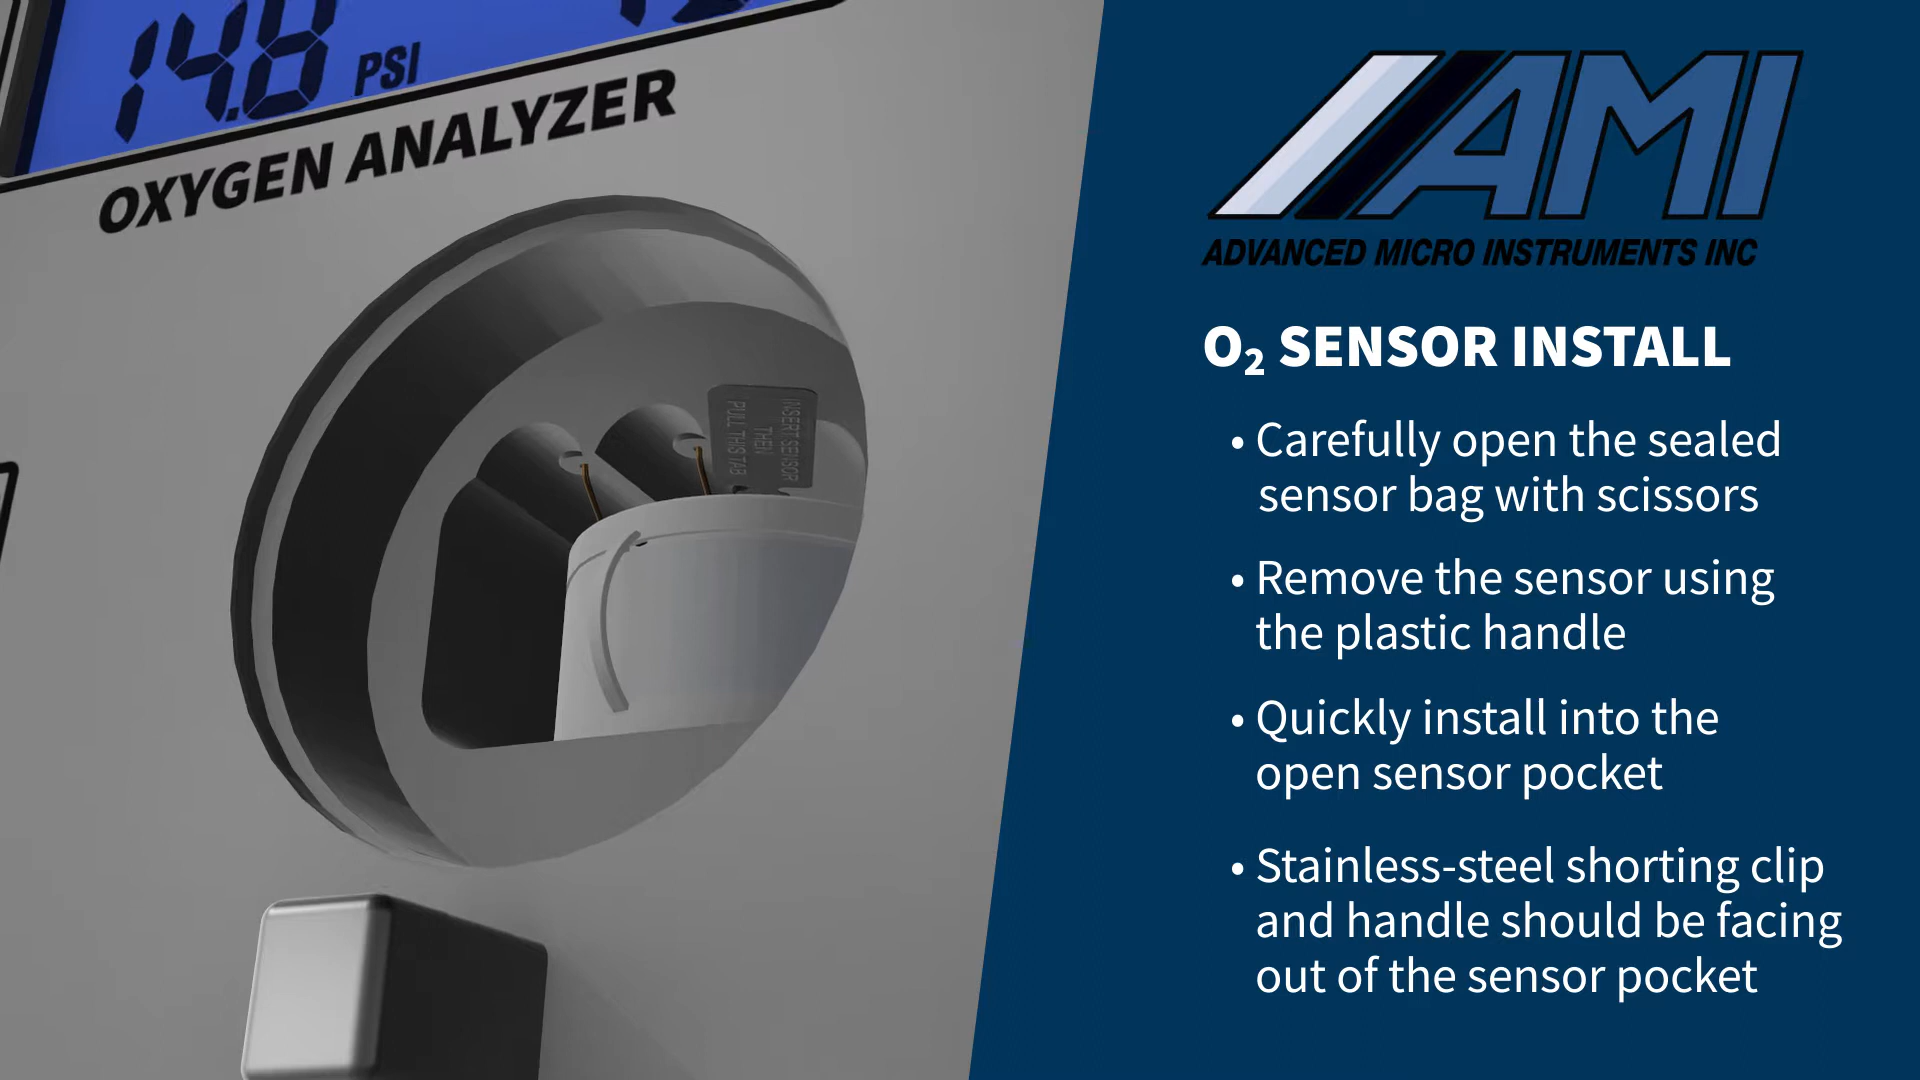 14.8 PSI
OXYGEN ANALYZER
INSERT SENSOR
THEN
PULL THIS TAB
AMI
ADVANCED MICRO INSTRUMENTS INC
O₂ SENSOR INSTALL
• Carefully open the sealed
sensor bag with scissors
• Remove the sensor using
the plastic handle
• Quickly install into the
open sensor pocket
• Stainless-steel shorting clip
and handle should be facing
out of the sensor pocket